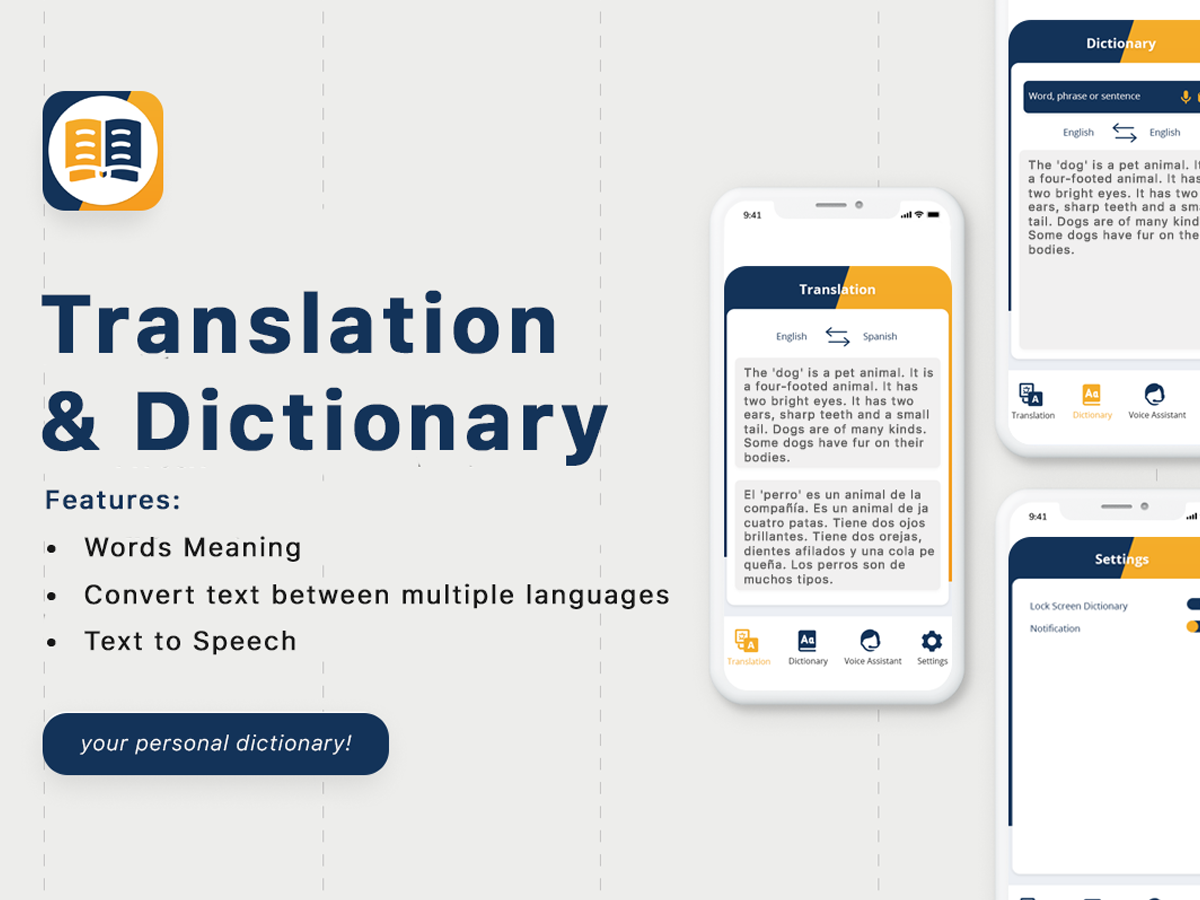 Translation
& Dictionary
Features:
• Words Meaning
• Convert text between multiple languages
• Text to Speech
your personal dictionary!
9:41
Translation
English
Spanish
The 'dog' is a pet animal. It is
a four-footed animal. It has
two bright eyes. It has two
ears, sharp teeth and a small
tail. Dogs are of many kinds.
Some dogs have fur on their
bodies.
El 'perro' es un animal de la
compañía. Es un animal de ja
cuatro patas. Tiene dos ojos
brillantes. Tiene dos orejas,
dientes afilados y una cola pe
queña. Los perros son de
muchos tipos.
Translation
Dictionary
Voice Assistant
Settings
Dictionary
Word, phrase or sentence
English
English
The 'dog' is a pet animal.
a four-footed animal. It has
two bright eyes. It has two
ears, sharp teeth and a
tail. Dogs are of many
Some dogs have fur on
bodies.
Translation
Dictionary
Voice Assistant
9:41
Settings
Lock Screen Dictionary
Notification